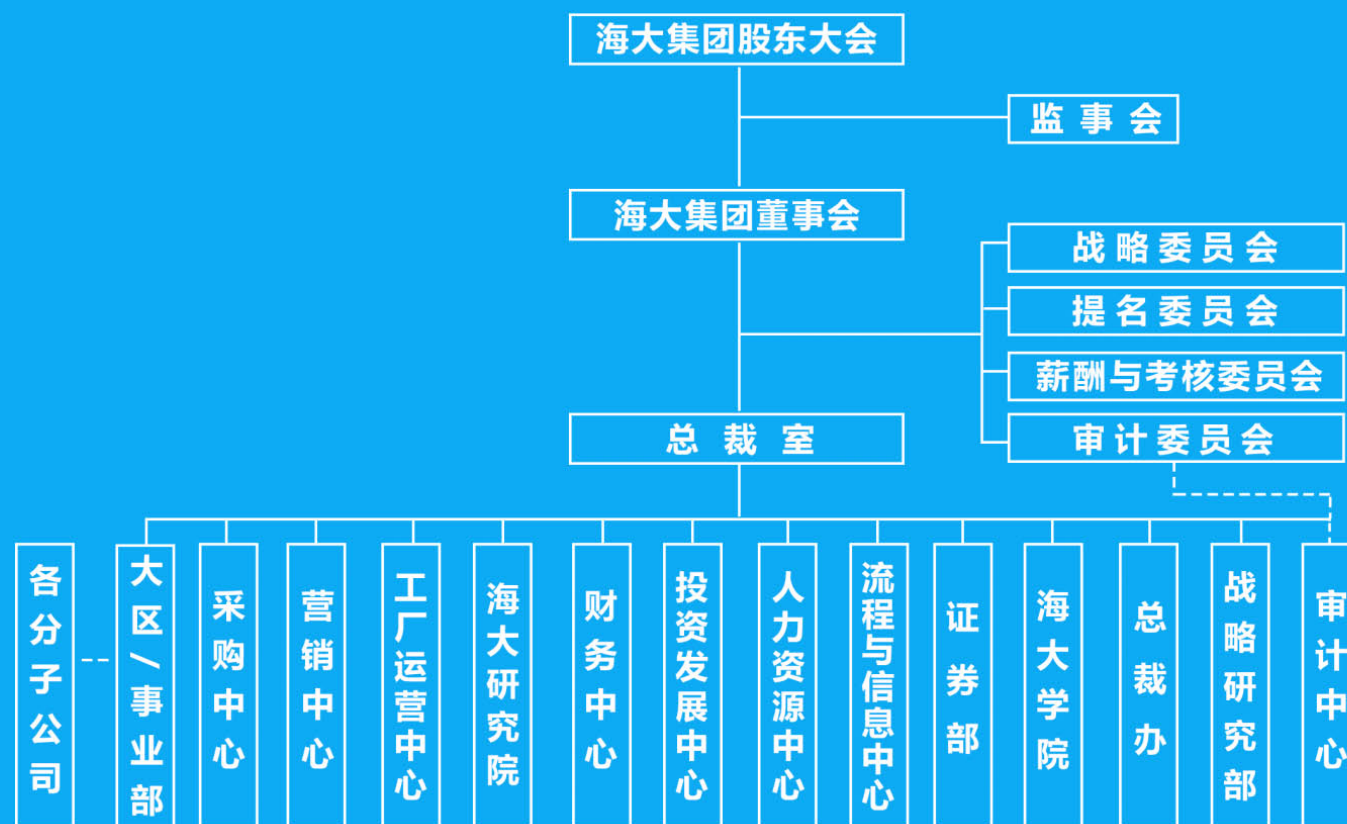 海大集团股东大会
监事会
海大集团董事会
战略委员会
提名委员会
薪酬与考核委员会
总裁室
审计委员会
各分子公司
大区/事业部
采购中心
营销中心
工厂运营中心
海大研究院
财务中心
投资发展中心
人力资源中心
流程与信息中心
证券部
海大学院
总裁办
战略研究部
审计中心